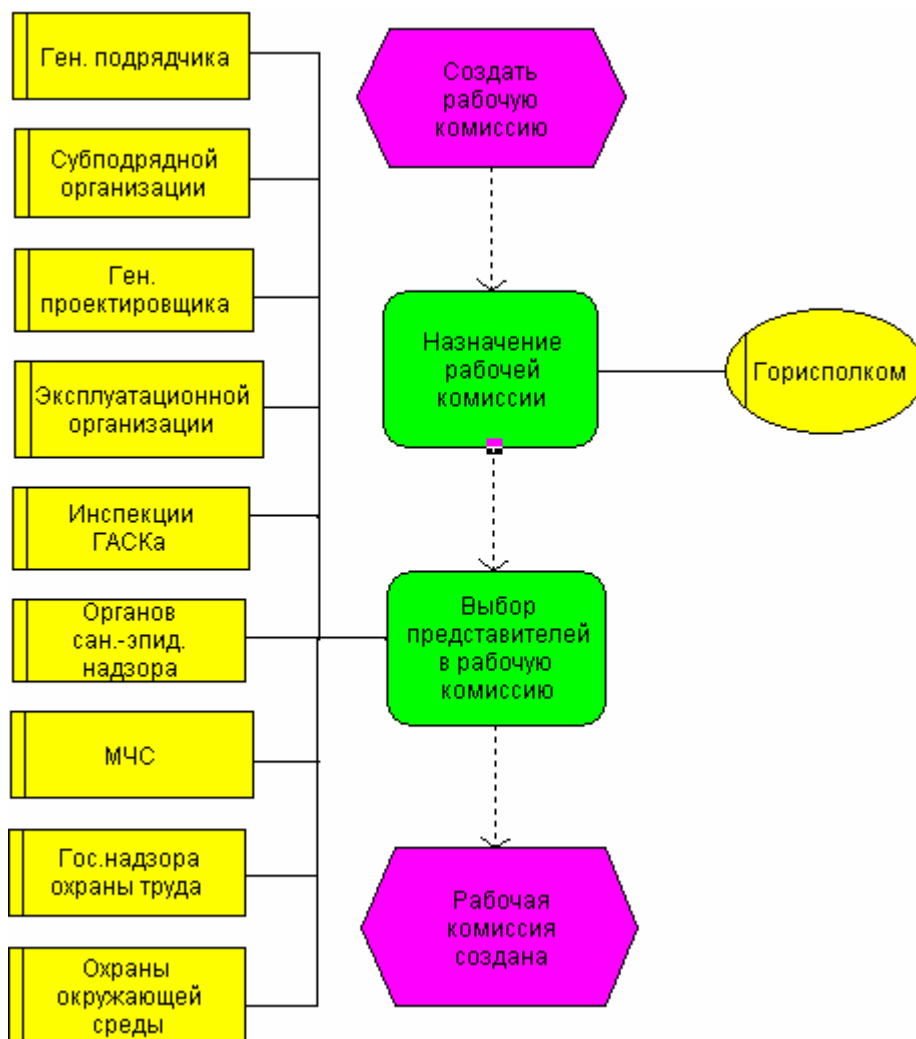 Ген. подрядчика
Субподрядной
организации
Ген.
проектировщика
Эксплуатационной
организации
Инспекции
ГАСКа
Органов
сан.-эпид.
надзора
МЧС
Гос.надзора
охраны труда
Охраны
окружающей
среды
Создать
рабочую
комиссию
Назначение
рабочей
комиссии
Горисполком
Выбор
представителей
в рабочую
комиссию
Рабочая
комиссия
создана